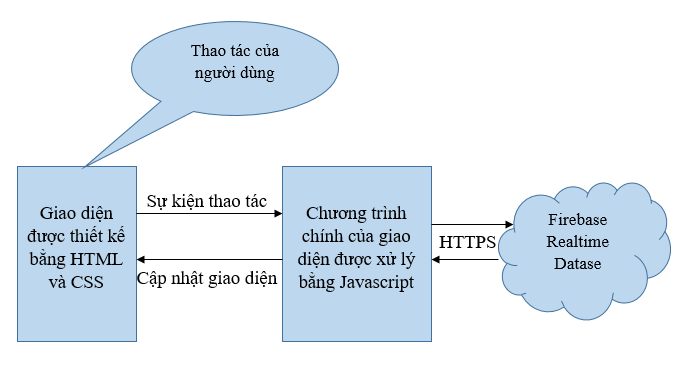 Thao tác của
người dùng
Giao diện
được thiết kế
bằng HTML
và CSS
Sự kiện thao tác
Cập nhật giao diện
Chương trình
chính của giao
diện được xử lý
bằng Javascript
HTTPS
Firebase
Realtime
Datase